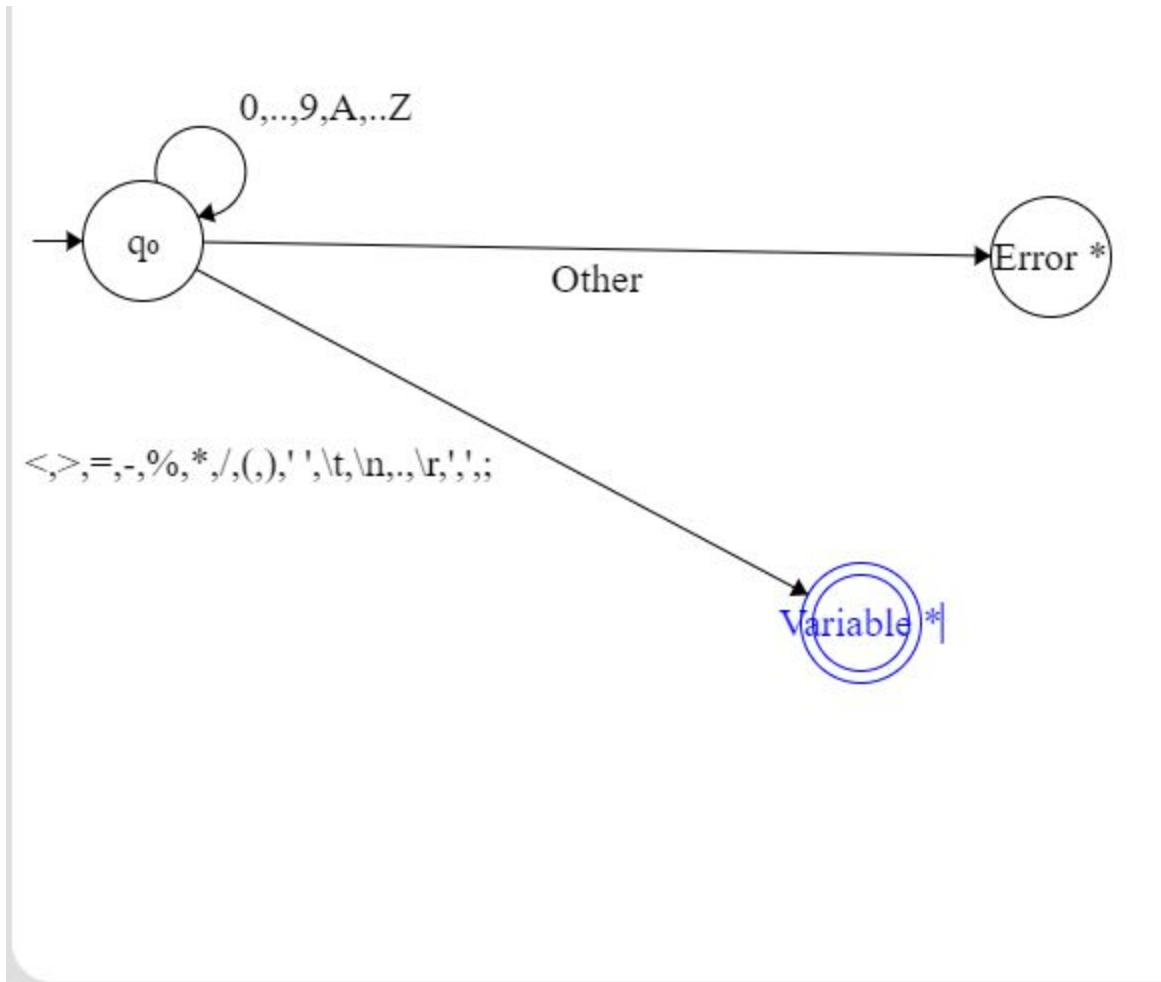 0,..,9,A,..Z
q₀
Error *
Other
<,>,=,-,%,*,/,(,),' ',\t,\n,.,\r,',',;
Variable *